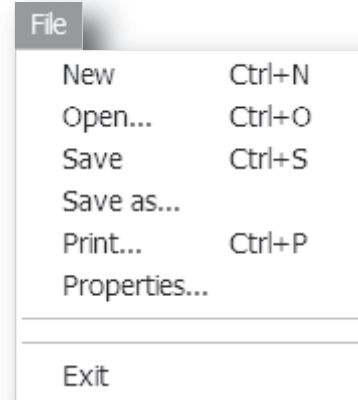 File
New Ctrl+N
Open... Ctrl+O
Save Ctrl+S
Save as...
Print... Ctrl+P
Properties...
Exit